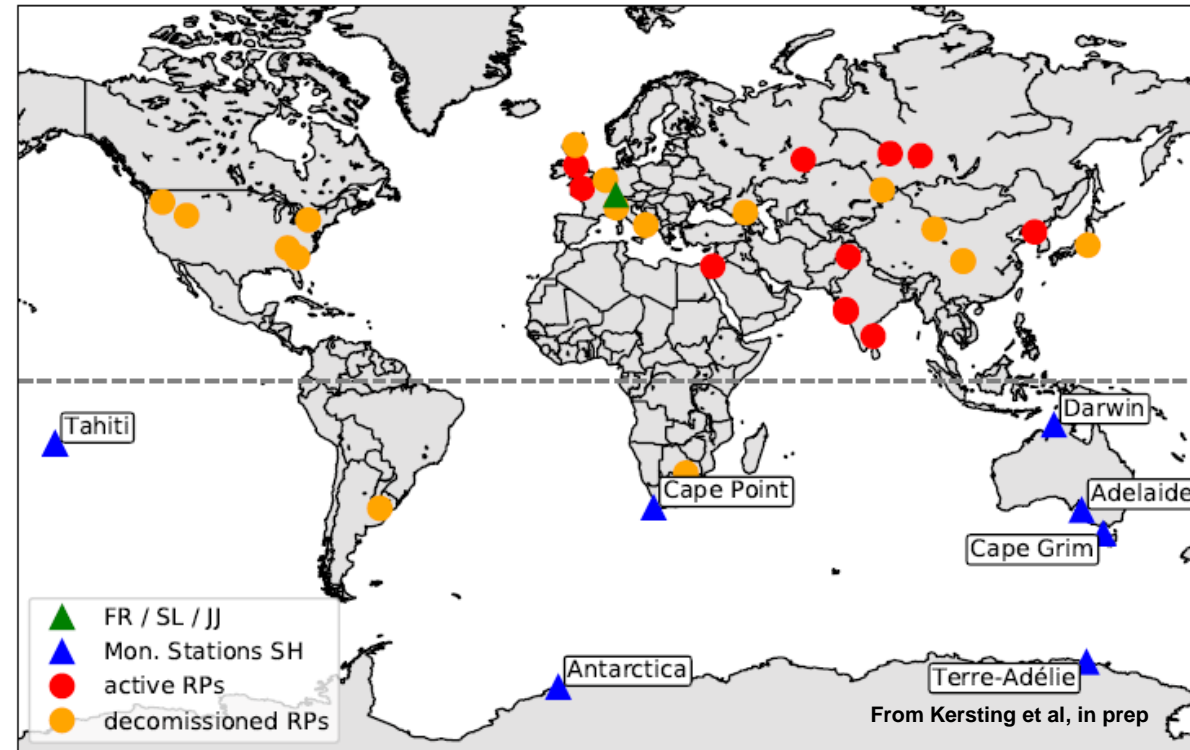 Tahiti
Darwin
Cape Point
Adelaide
Cape Grim
FR / SL / JJ
Mon. Stations SH
active RPs
decomissioned RPs
Antarctica
Terre-Adélie
From Kersting et al, in prep